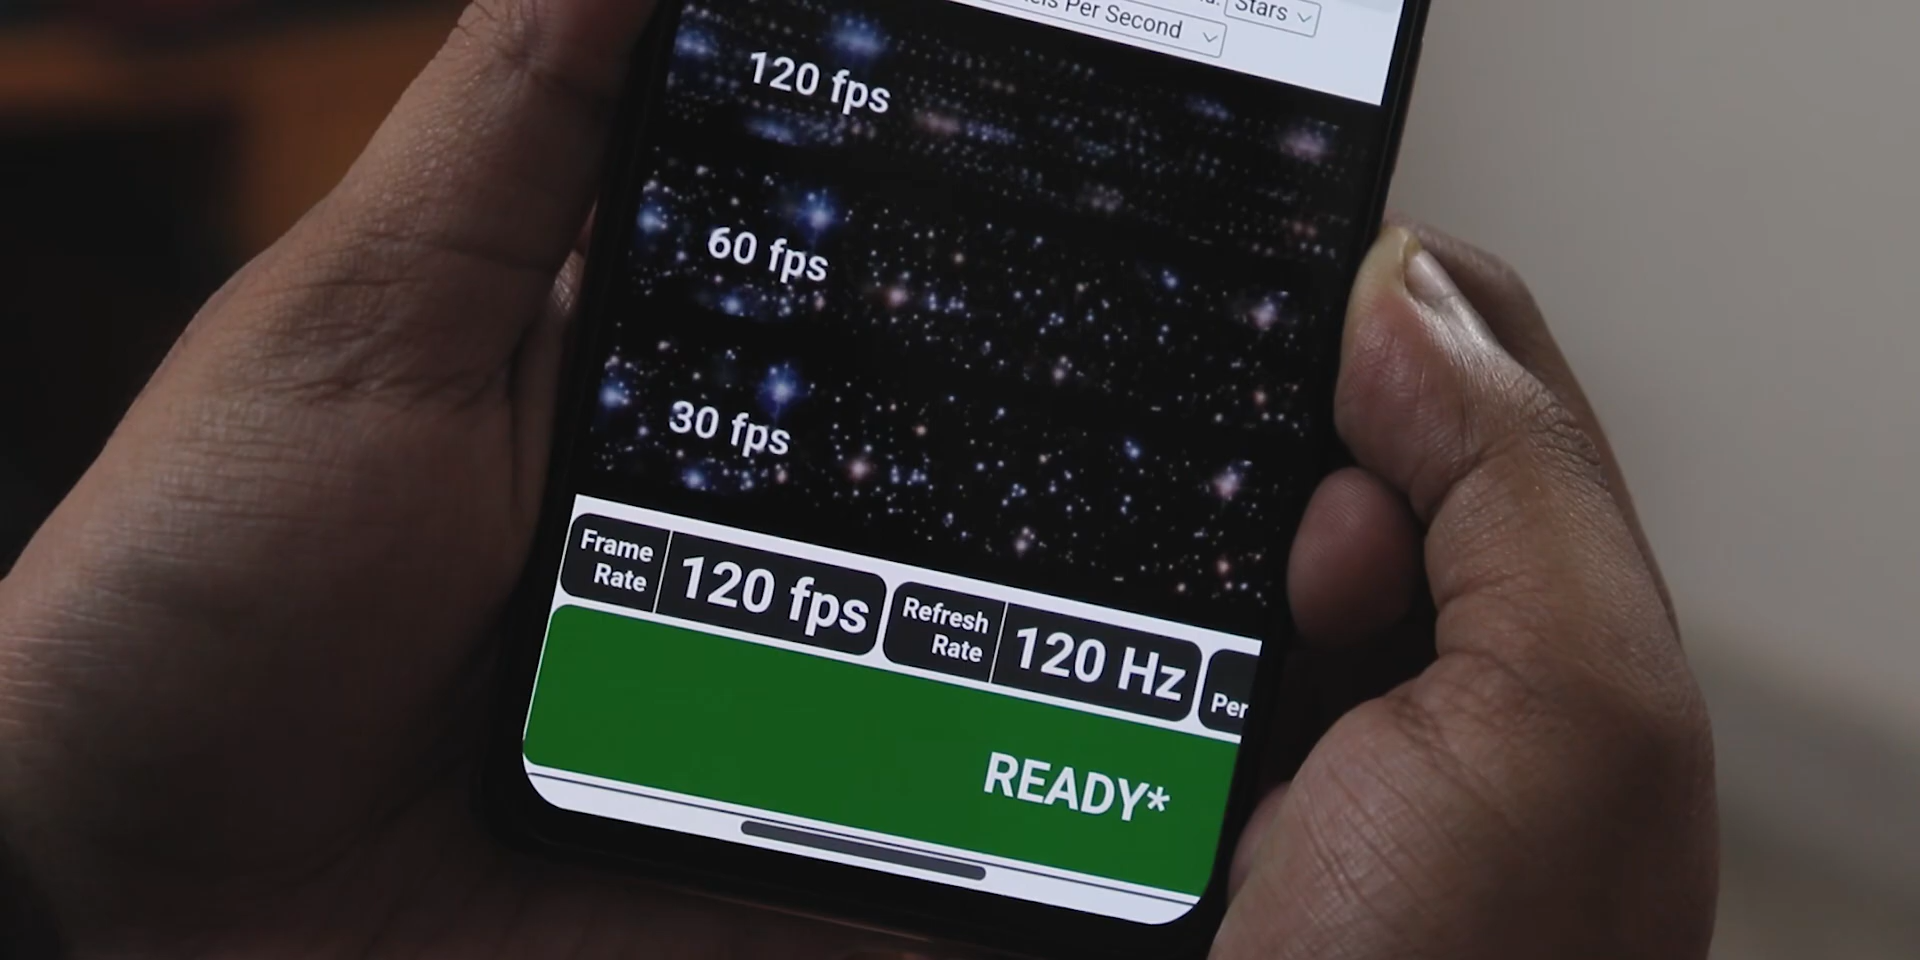 Stars
Per Second
120 fps
60 fps
30 fps
Frame
Rate
120 fps
Refresh
Rate
120 Hz
Per
READY*